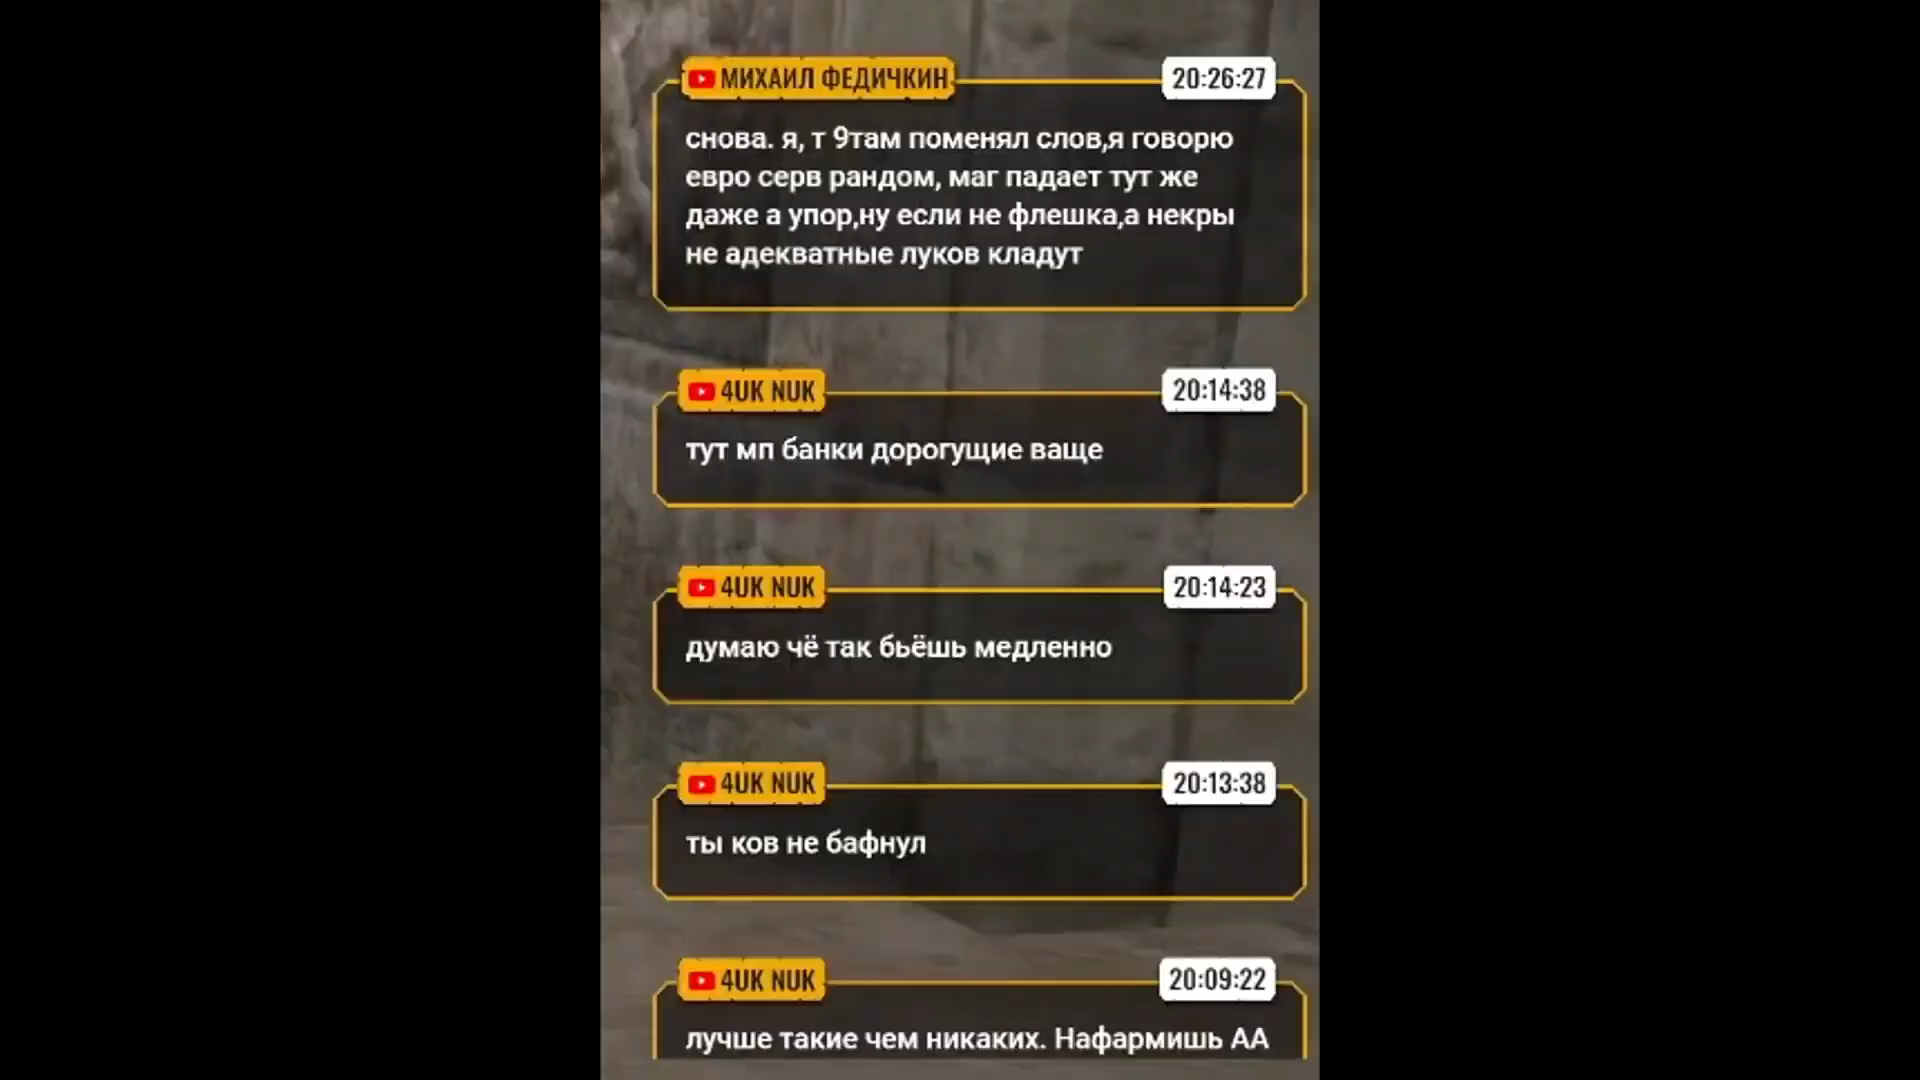 МИХАИЛ ФЕДИЧКИН 20:26:27
снова. я, т 9там поменял слов,я говорю
евро серв рандом, маг падает тут же
даже а упор,ну если не флешка,а некры
не адекватные луков кладут
4UK NUK 20:14:38
тут мп банки дорогущие ваще
4UK NUK 20:14:23
думаю чё так бьёшь медленно
4UK NUK 20:13:38
ты ков не бафнул
4UK NUK 20:09:22
лучше такие чем никаких. Нафармишь АА